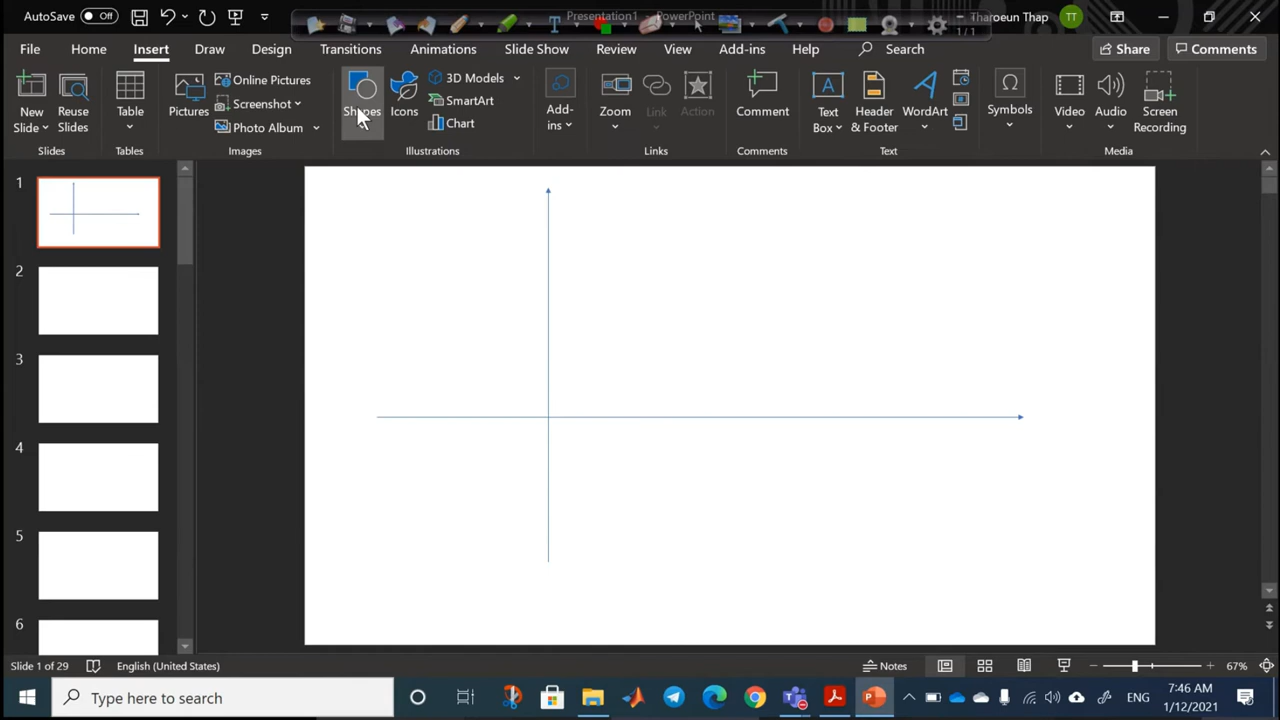 AutoSave Off Presentation1 - PowerPoint Tharoeun Thap TT
1/1
File Home Insert Draw Design Transitions Animations Slide Show Review View Add-ins Help Search Share Comments
New Slide
Reuse Slides
Table
Pictures
Online Pictures
Screenshot
Photo Album
Shapes
Icons
3D Models
SmartArt
Chart
Add-ins
Zoom
Link
Action
Comment
Text Box
Header & Footer
WordArt
Symbols
Video
Audio
Screen Recording
Slides Tables Images Illustrations Links Comments Text Media
1
2
3
4
5
6
Slide 1 of 29 English (United States) Notes 67%
Type here to search ENG 7:46 AM
1/12/2021